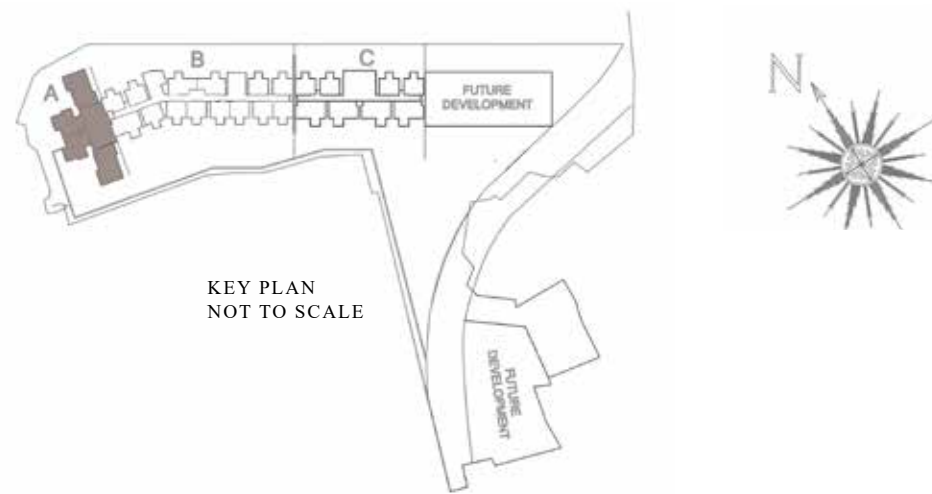 A
B
C
FUTURE
DEVELOPMENT
N
KEY PLAN
NOT TO SCALE
FUTURE
DEVELOPMENT